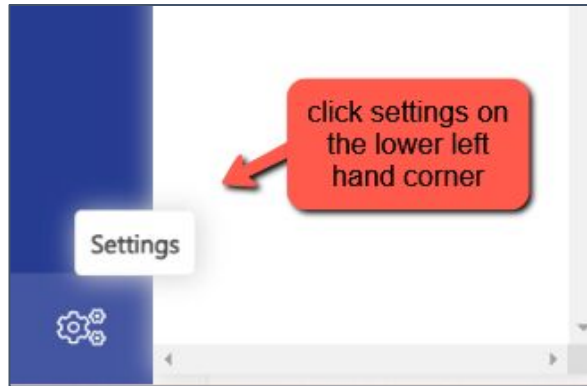 click settings on
the lower left
hand corner
Settings